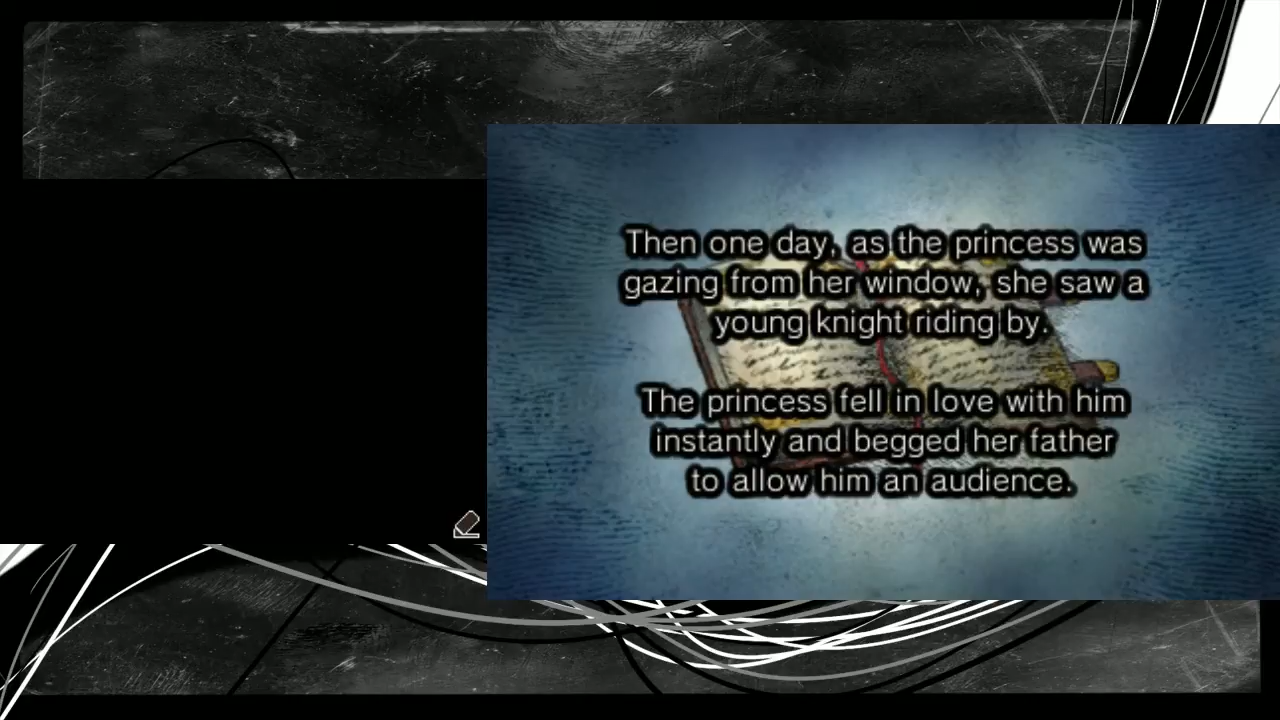 Then one day, as the princess was
gazing from her window, she saw a
young knight riding by.
The princess fell in love with him
instantly and begged her father
to allow him an audience.